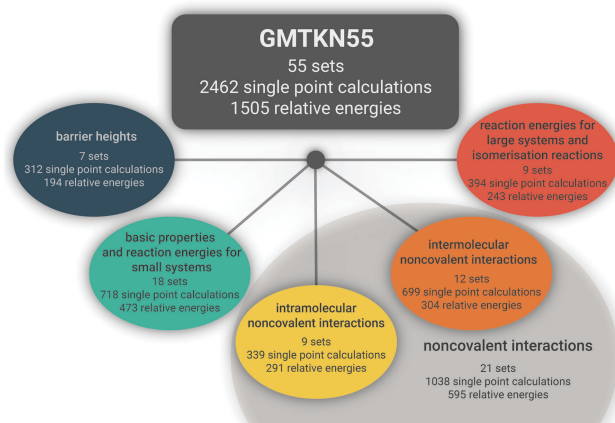 GMTKN55
55 sets
2462 single point calculations
1505 relative energies
barrier heights
7 sets
312 single point calculations
194 relative energies
reaction energies for
large systems and
isomerisation reactions
9 sets
394 single point calculations
243 relative energies
basic properties
and reaction energies for
small systems
18 sets
718 single point calculations
473 relative energies
intermolecular
noncovalent interactions
12 sets
699 single point calculations
304 relative energies
intramolecular
noncovalent interactions
9 sets
339 single point calculations
291 relative energies
noncovalent interactions
21 sets
1038 single point calculations
595 relative energies